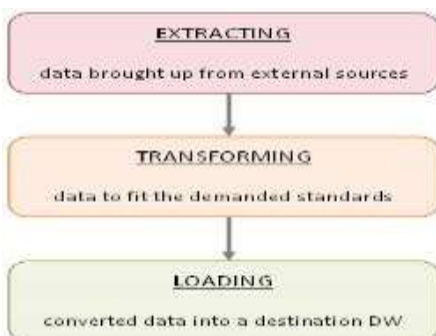 EXTRACTING
data brought up from external sources
TRANSFORMING
data to fit the demanded standards
LOADING
converted data into a destination DW